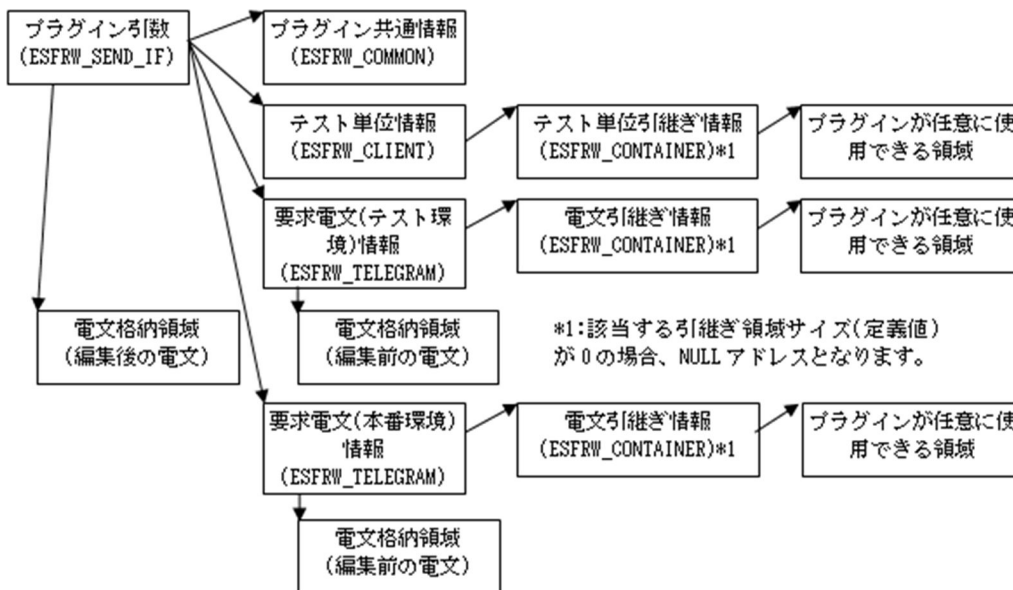 プラグイン引数
(ESFRW_SEND_IF)
プラグイン共通情報
(ESFRW_COMMON)
テスト単位情報
(ESFRW_CLIENT)
テスト単位引継ぎ情報
(ESFRW_CONTAINER)*1
プラグインが任意に使
用できる領域
要求電文(テスト環
境)情報
(ESFRW_TELEGRAM)
電文引継ぎ情報
(ESFRW_CONTAINER)*1
プラグインが任意に使
用できる領域
電文格納領域
(編集後の電文)
電文格納領域
(編集前の電文)
*1:該当する引継ぎ領域サイズ(定義値)
が0の場合、NULLアドレスとなります。
要求電文(本番環境)
情報
(ESFRW_TELEGRAM)
電文引継ぎ情報
(ESFRW_CONTAINER)*1
プラグインが任意に使
用できる領域
電文格納領域
(編集前の電文)